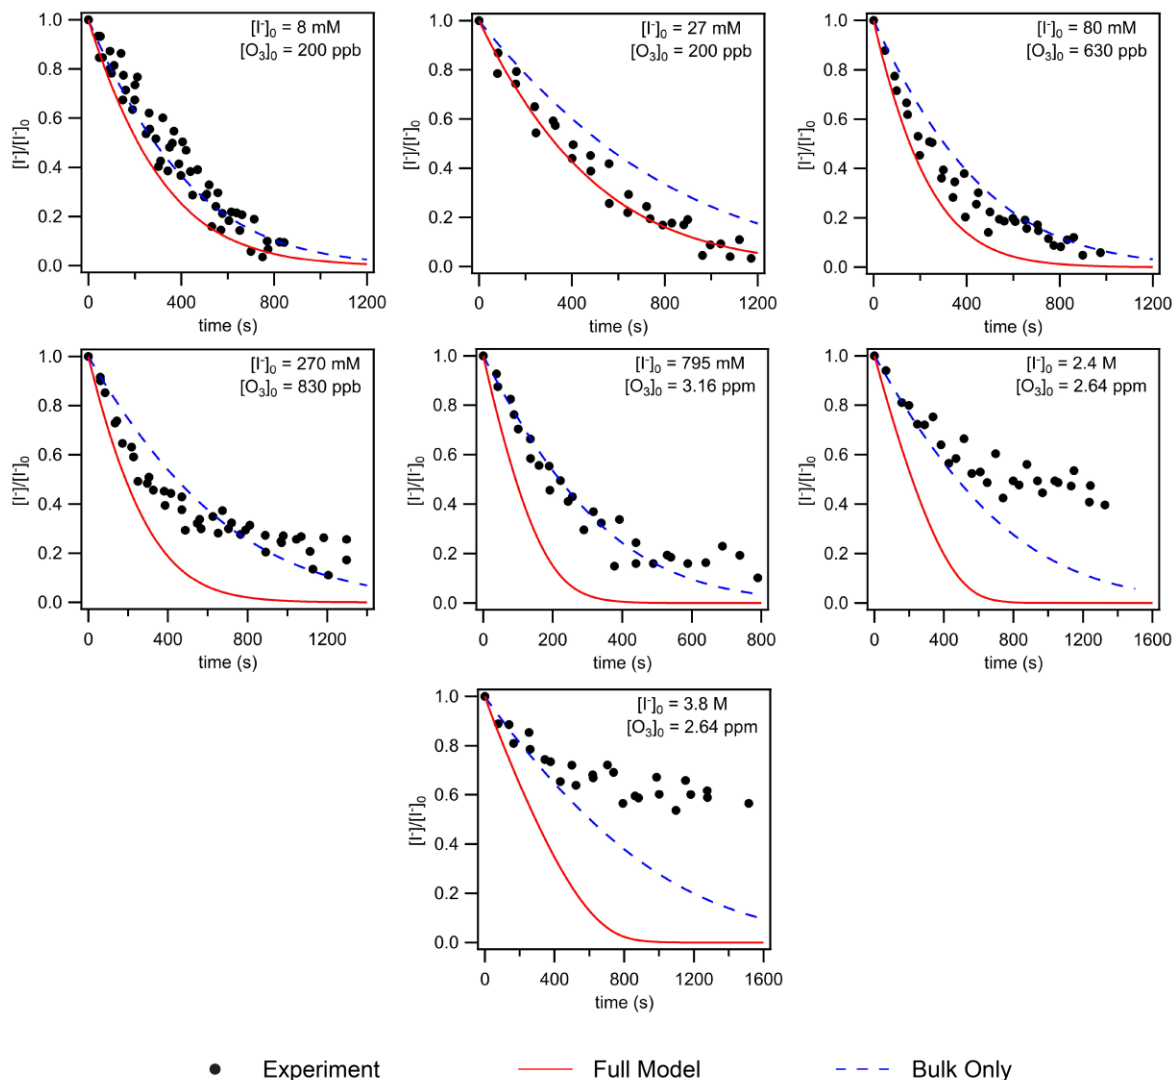 [I-]0 = 8 mM
[O3]0 = 200 ppb
[I-]/[I-]0
1.0
0.8
0.6
0.4
0.2
0.0
0 400 800 1200
time (s)
[I-]0 = 27 mM
[O3]0 = 200 ppb
1.0
0.8
0.6
0.4
0.2
0.0
0 400 800 1200
time (s)
[I-]0 = 80 mM
[O3]0 = 630 ppb
1.0
0.8
0.6
0.4
0.2
0.0
0 400 800 1200
time (s)
[I-]0 = 270 mM
[O3]0 = 830 ppb
[I-]/[I-]0
1.0
0.8
0.6
0.4
0.2
0.0
0 400 800 1200
time (s)
[I-]0 = 795 mM
[O3]0 = 3.16 ppm
1.0
0.8
0.6
0.4
0.2
0.0
0 200 400 600 800
time (s)
[I-]0 = 2.4 M
[O3]0 = 2.64 ppm
1.0
0.8
0.6
0.4
0.2
0.0
0 400 800 1200 1600
time (s)
[I-]0 = 3.8 M
[O3]0 = 2.64 ppm
[I-]/[I-]0
1.0
0.8
0.6
0.4
0.2
0.0
0 400 800 1200 1600
time (s)
Experiment Full Model Bulk Only